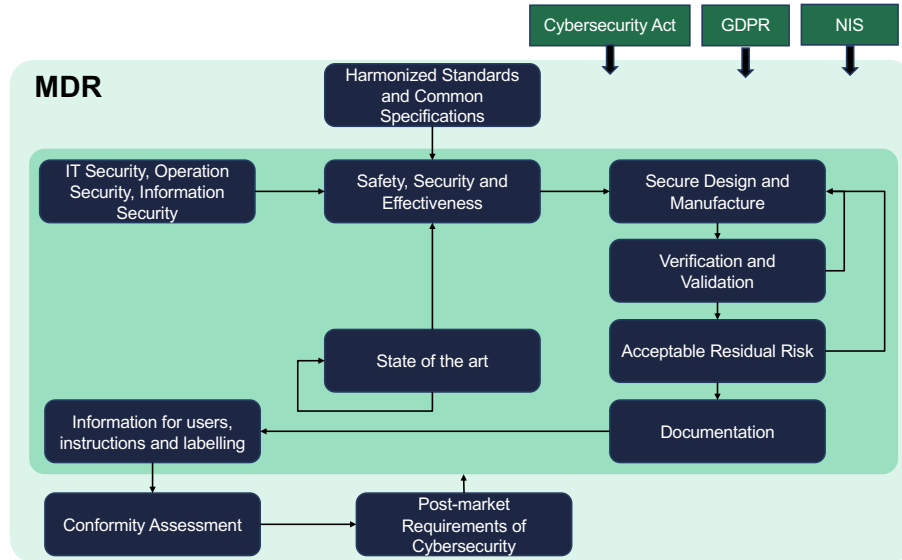 Cybersecurity Act
GDPR
NIS
MDR
Harmonized Standards
and Common
Specifications
IT Security, Operation
Security, Information
Security
Safety, Security and
Effectiveness
Secure Design and
Manufacture
Verification and
Validation
State of the art
Acceptable Residual Risk
Information for users,
instructions and labelling
Documentation
Conformity Assessment
Post-market
Requirements of
Cybersecurity